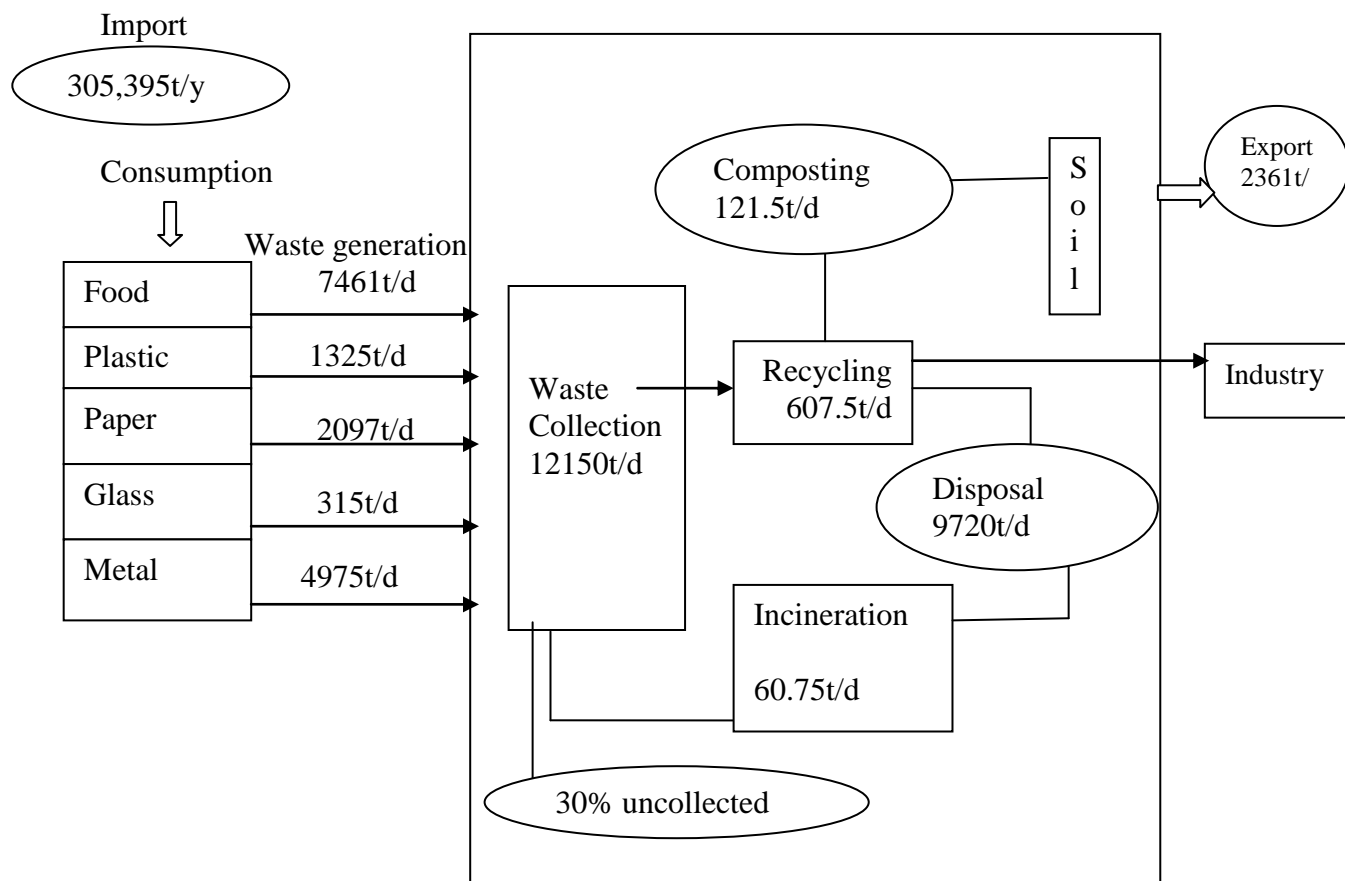 Import
305,395t/y
Consumption
Waste generation
Food
7461t/d
Plastic
1325t/d
Paper
2097t/d
Glass
315t/d
Metal
4975t/d
Waste
Collection
12150t/d
30% uncollected
Composting
121.5t/d
S
o
i
l
Recycling
607.5t/d
Disposal
9720t/d
Incineration
60.75t/d
Export
2361t/
Industry